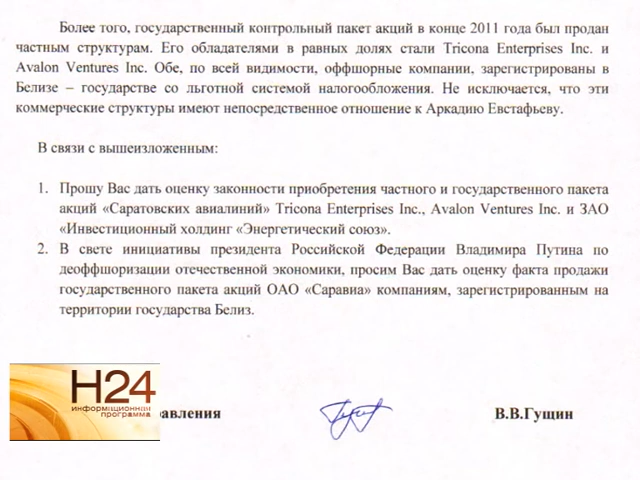 Более того, государственный контрольный пакет акций в конце 2011 года был продан
частным структурам. Его обладателями в равных долях стали Tricona Enterprises Inc. и
Avalon Ventures Inc. Обе, по всей видимости, оффшорные компании, зарегистрированы в
Белизе – государстве со льготной системой налогообложения. Не исключается, что эти
коммерческие структуры имеют непосредственное отношение к Аркадию Евстафьеву.
В связи с вышеизложенным:
1. Прошу Вас дать оценку законности приобретения частного и государственного пакета
акций «Саратовских авиалиний» Tricona Enterprises Inc., Avalon Ventures Inc. и ЗАО
«Инвестиционный холдинг «Энергетический союз».
2. В свете инициативы президента Российской Федерации Владимира Путина по
деоффшоризации отечественной экономики, просим Вас дать оценку факта продажи
государственного пакета акций ОАО «Саравиа» компаниям, зарегистрированным на
территории государства Белиз.
Н24
информационная
программа
равления В.В.Гущин